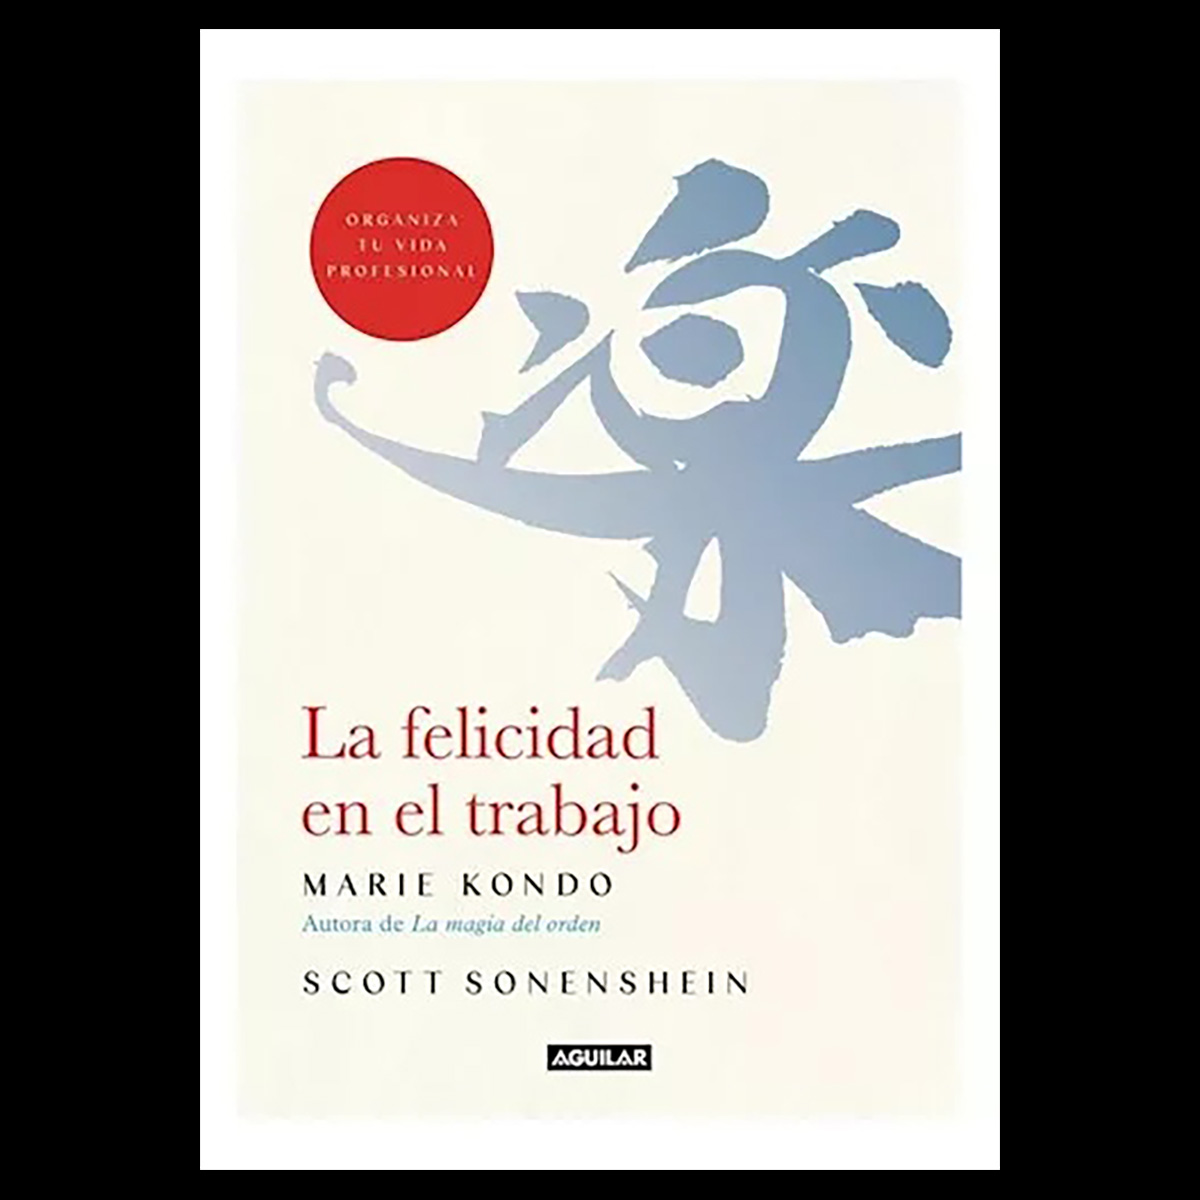 ORGANIZA
TU VIDA
PROFESIONAL
楽
La felicidad
en el trabajo
MARIE KONDO
Autora de La magia del orden
SCOTT SONENSHEIN
AGUILAR